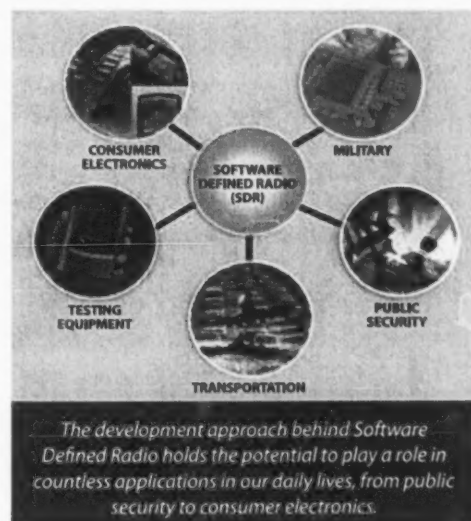 CONSUMER
ELECTRONICS
MILITARY
SOFTWARE
DEFINED RADIO
(SDR)
TESTING
EQUIPMENT
PUBLIC
SECURITY
TRANSPORTATION
The development approach behind Software
Defined Radio holds the potential to play a role in
countless applications in our daily lives, from public
security to consumer electronics.